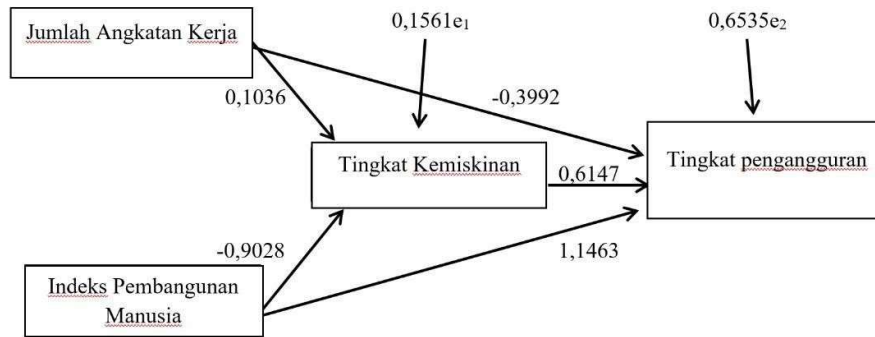 Jumlah Angkatan Kerja
0,1561e₁
0,6535e₂
0,1036
-0,3992
Tingkat Kemiskinan
0,6147
Tingkat pengangguran
-0,9028
1,1463
Indeks Pembangunan
Manusia